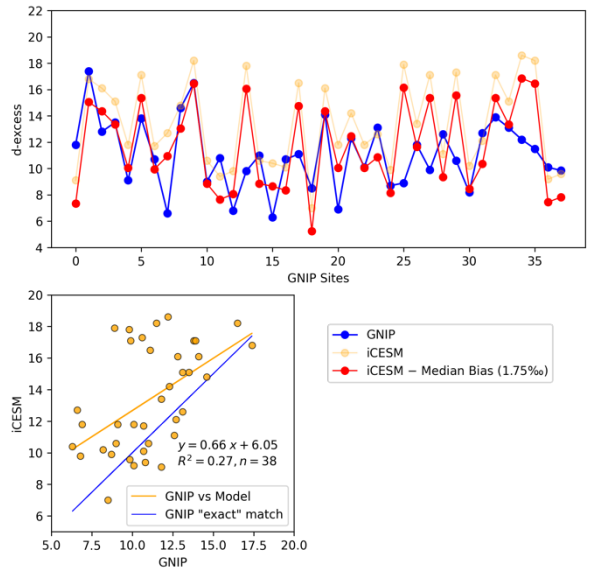 22
20
18
16
14
12
10
8
6
4
d-excess
0 5 10 15 20 25 30 35
GNIP Sites
20
18
16
14
12
10
8
6
iCESM
y = 0.66 x + 6.05
R² = 0.27, n = 38
GNIP vs Model
GNIP "exact" match
5.0 7.5 10.0 12.5 15.0 17.5 20.0
GNIP
GNIP
iCESM
iCESM − Median Bias (1.75‰)